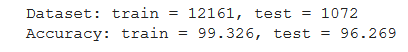 Dataset: train = 12161, test = 1072
Accuracy: train = 99.326, test = 96.269